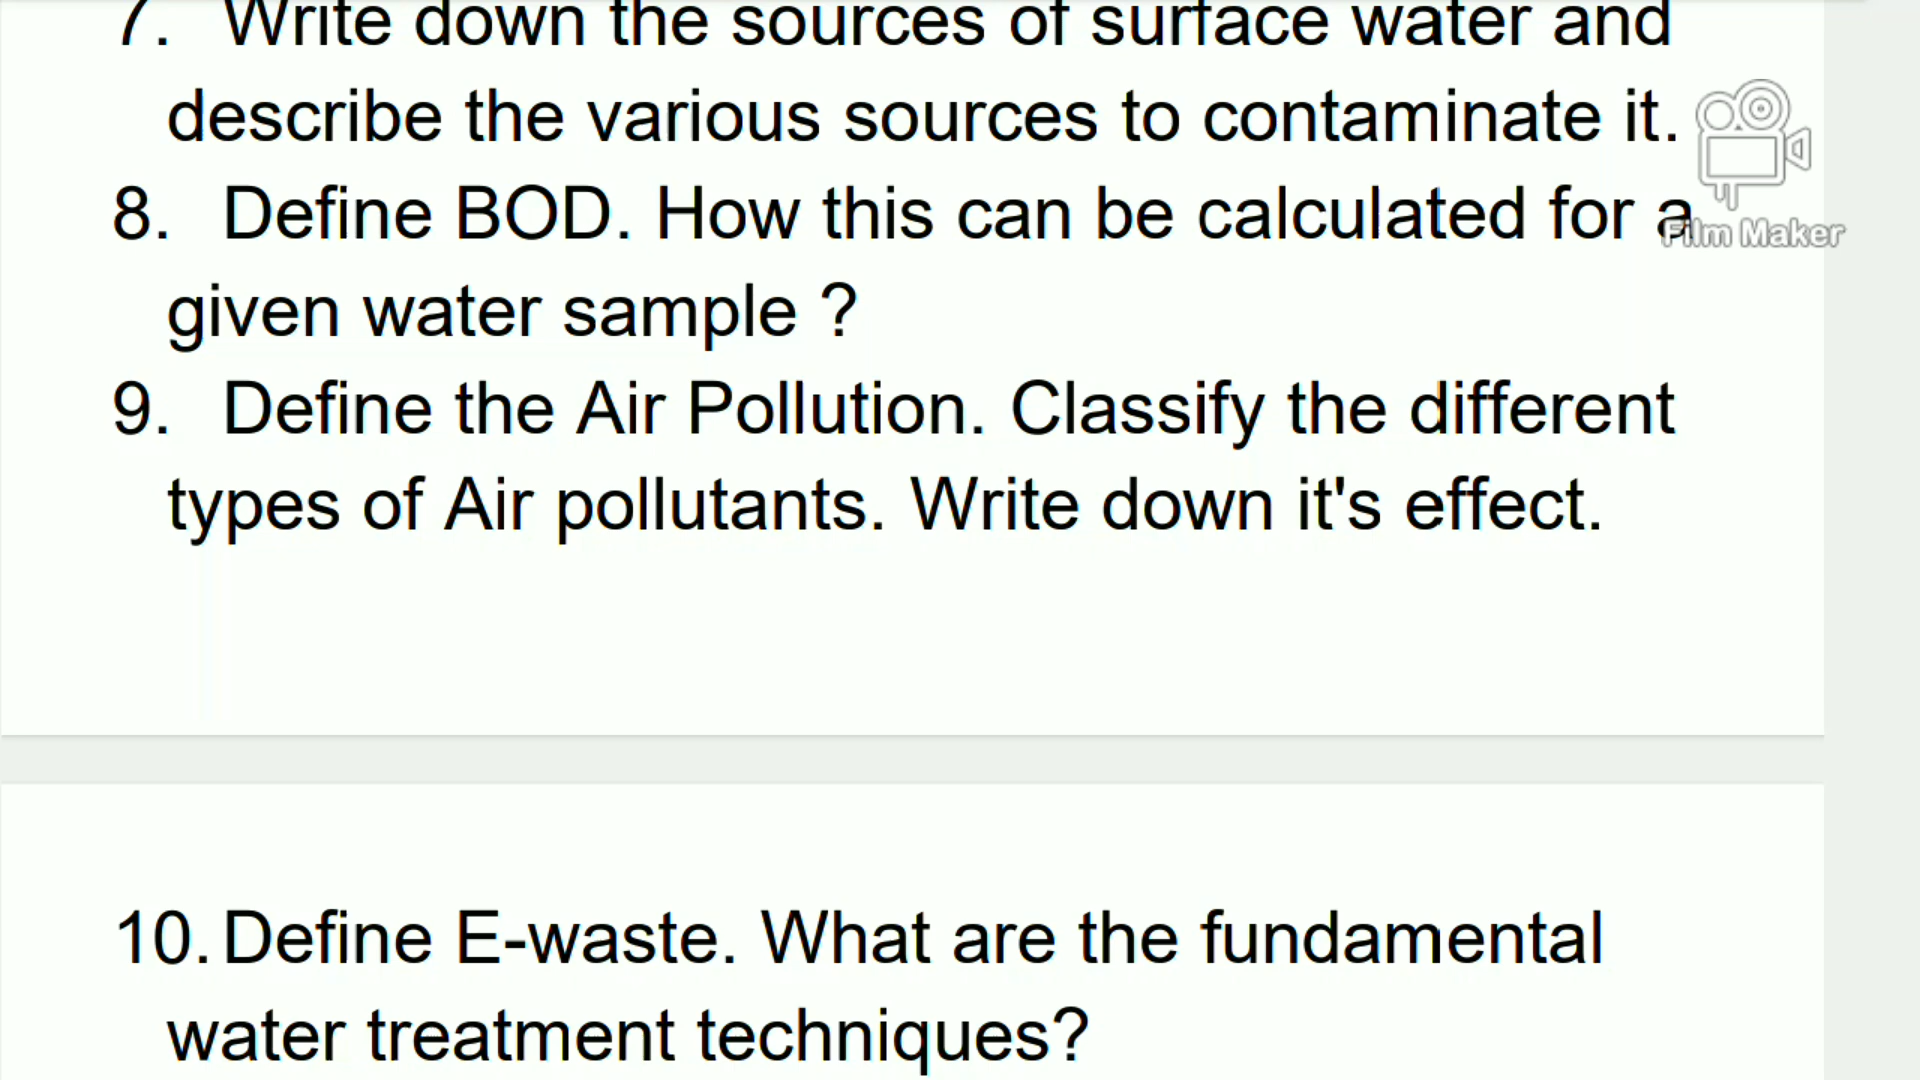 7. Write down the sources of surface water and
describe the various sources to contaminate it.
8. Define BOD. How this can be calculated for a
given water sample ?
9. Define the Air Pollution. Classify the different
types of Air pollutants. Write down it's effect.
10. Define E-waste. What are the fundamental
water treatment techniques?
Film Maker